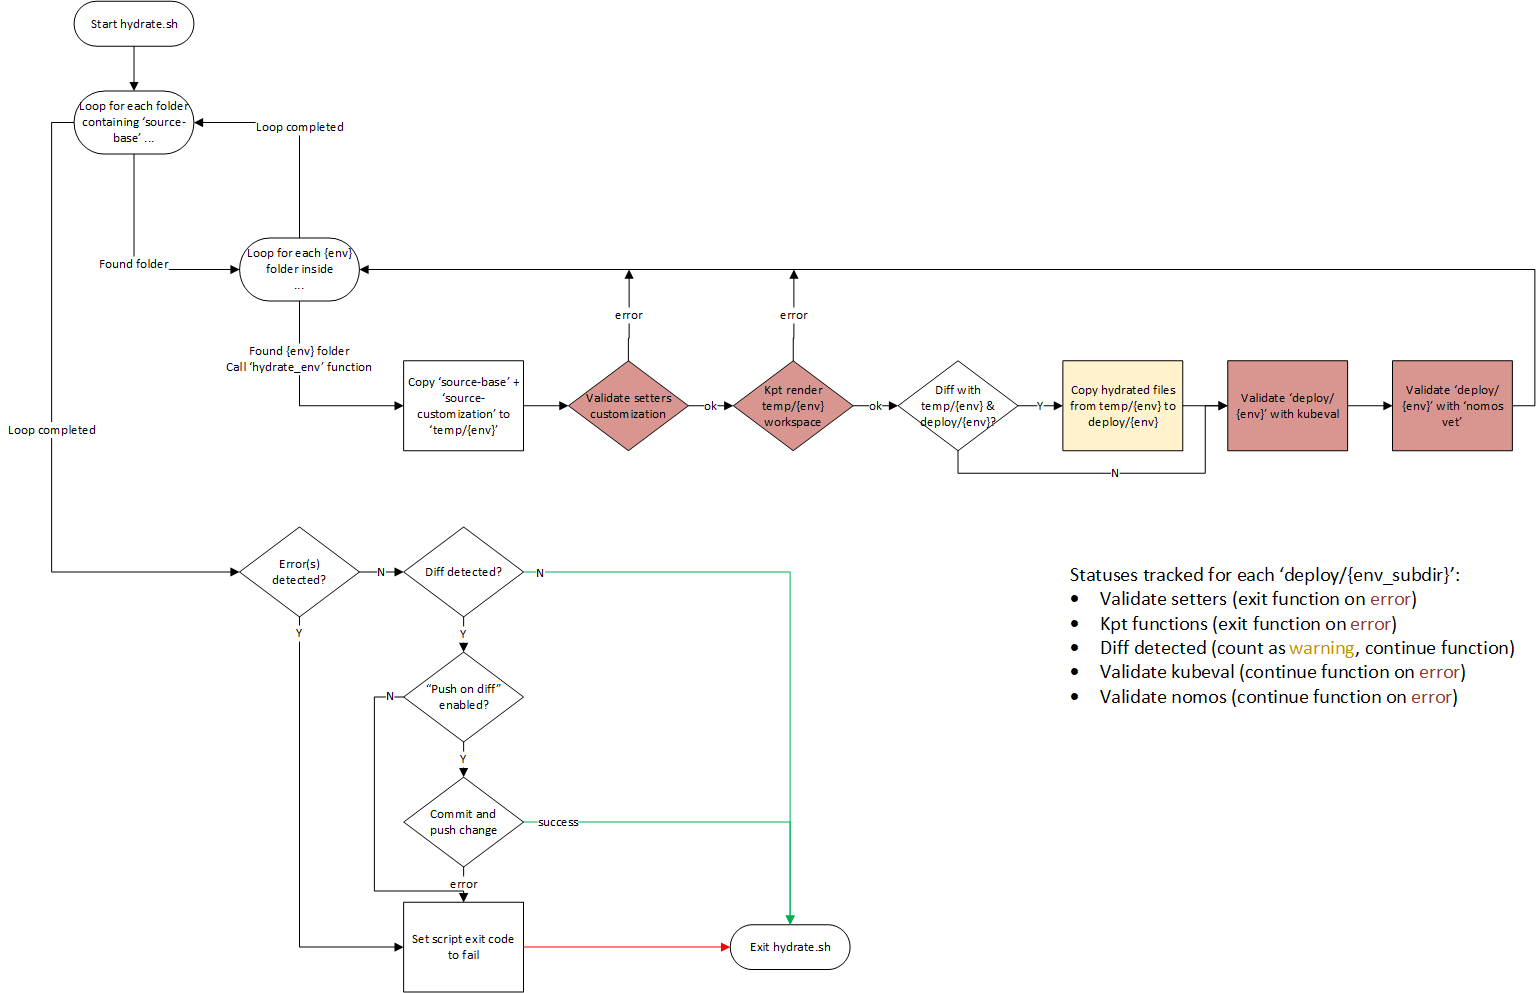 Start hydrate.sh
Loop for each folder
containing ‘source-
base’ ...
Loop completed
Found folder
Loop for each {env}
folder inside
...
error
error
Found {env} folder
Call ‘hydrate_env’ function
Copy ‘source-base’ +
‘source-
customization’ to
‘temp/{env}’
Validate setters
customization
ok
Kpt render
temp/{env}
workspace
ok
Diff with
temp/{env} &
deploy/{env}?
Y
Copy hydrated files
from temp/{env} to
deploy/{env}
Validate ‘deploy/
{env}’ with kubeval
Validate ‘deploy/
{env}’ with ‘nomos
vet’
N
Loop completed
Error(s)
detected?
N
Diff detected?
N
Y
Y
“Push on diff”
enabled?
N
Y
Commit and
push change
success
error
Set script exit code
to fail
Exit hydrate.sh
Statuses tracked for each ‘deploy/{env_subdir}’:
• Validate setters (exit function on error)
• Kpt functions (exit function on error)
• Diff detected (count as warning, continue function)
• Validate kubeval (continue function on error)
• Validate nomos (continue function on error)